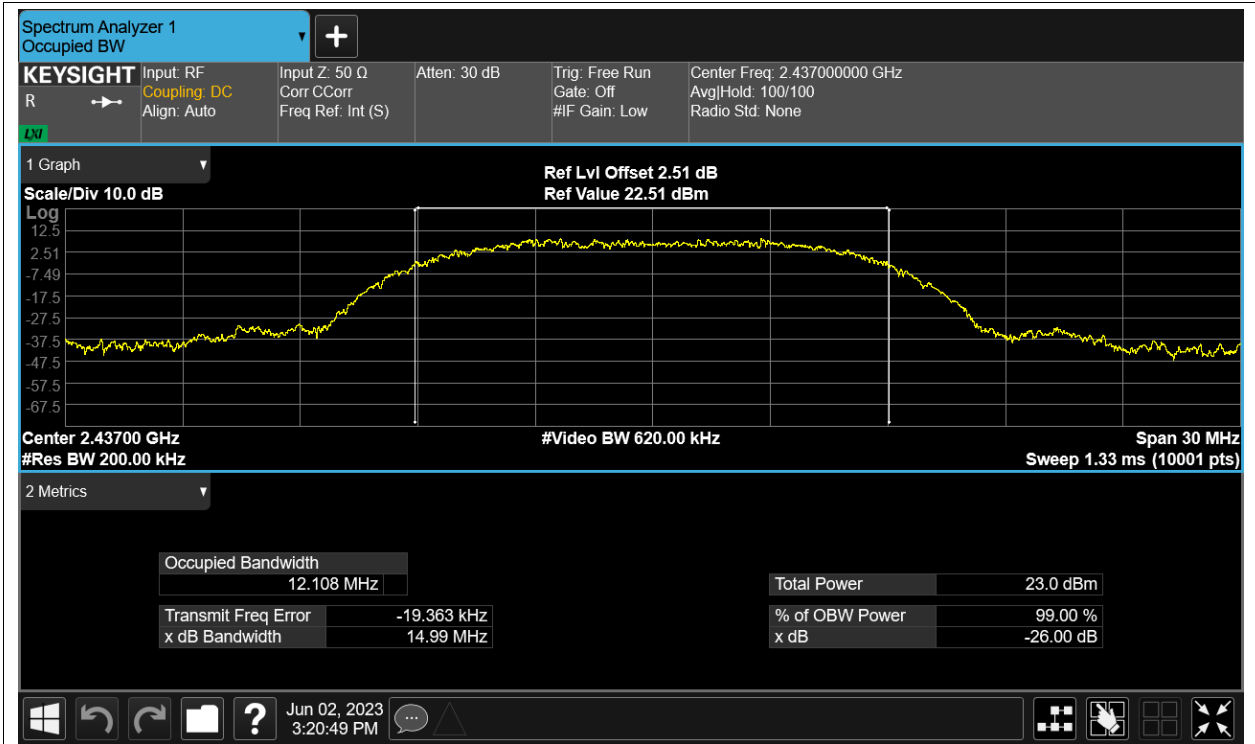 Spectrum Analyzer 1
Occupied BW
KEYSIGHT
R
LXI
Input: RF
Coupling: DC
Align: Auto
Input Z: 50 Ω
Corr CCorr
Freq Ref: Int (S)
Atten: 30 dB
Trig: Free Run
Gate: Off
#IF Gain: Low
Center Freq: 2.437000000 GHz
Avg|Hold: 100/100
Radio Std: None
1 Graph
Scale/Div 10.0 dB
Ref Lvl Offset 2.51 dB
Ref Value 22.51 dBm
Log
12.5
2.51
-7.49
-17.5
-27.5
-37.5
-47.5
-57.5
-67.5
Center 2.43700 GHz
#Video BW 620.00 kHz
Span 30 MHz
#Res BW 200.00 kHz
Sweep 1.33 ms (10001 pts)
2 Metrics
Occupied Bandwidth
12.108 MHz
Transmit Freq Error -19.363 kHz
x dB Bandwidth 14.99 MHz
Total Power 23.0 dBm
% of OBW Power 99.00 %
x dB -26.00 dB
?
Jun 02, 2023
3:20:49 PM